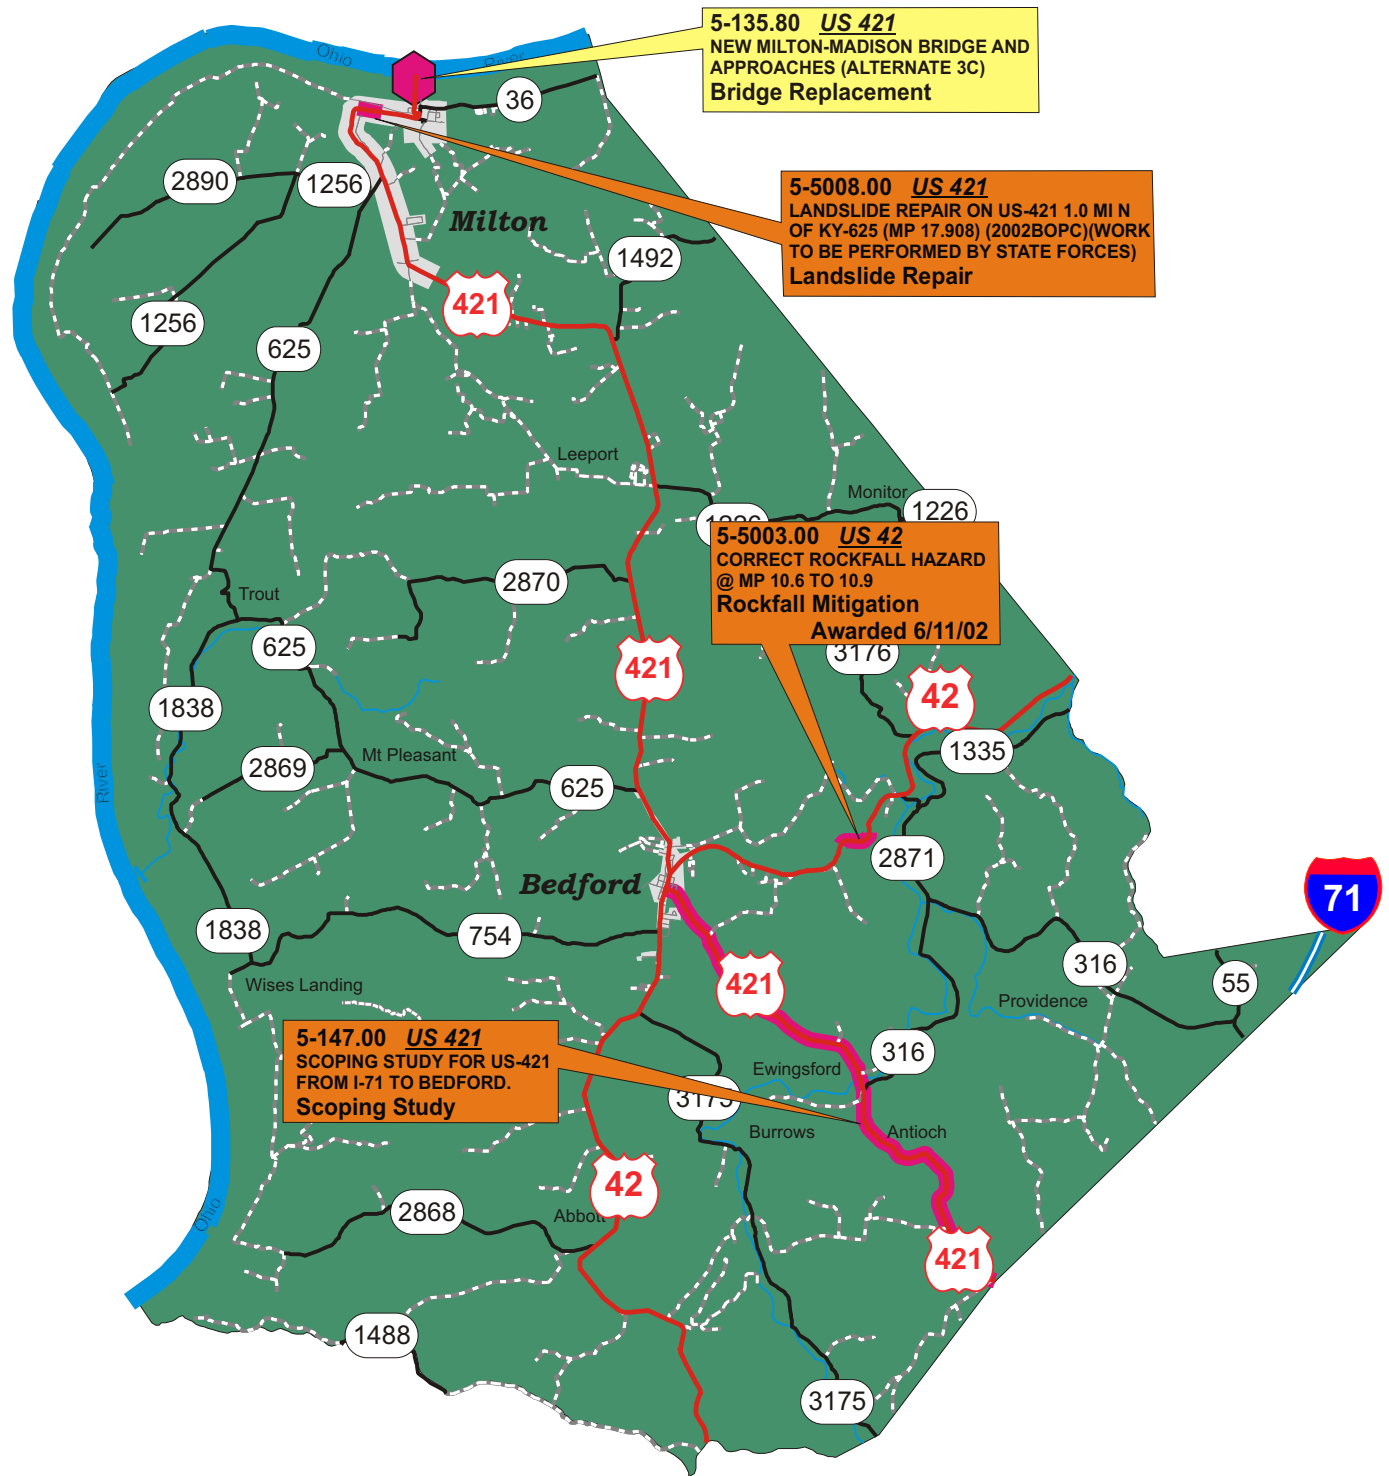 5-135.80 US 421
NEW MILTON-MADISON BRIDGE AND
APPROACHES (ALTERNATE 3C)
Bridge Replacement
Ohio
River
36
5-5008.00 US 421
LANDSLIDE REPAIR ON US-421 1.0 MI N
OF KY-625 (MP 17.908) (2002BOPC)(WORK
TO BE PERFORMED BY STATE FORCES)
Landslide Repair
2890
1256
Milton
1492
421
1256
625
Leeport
Monitor
1226
5-5003.00 US 42
CORRECT ROCKFALL HAZARD
@ MP 10.6 TO 10.9
Rockfall Mitigation
Awarded 6/11/02
2870
Trout
625
421
3176
42
1838
1335
Mt Pleasant
2869
625
River
2871
Bedford
71
1838
754
316
55
421
Wises Landing
Providence
5-147.00 US 421
SCOPING STUDY FOR US-421
FROM I-71 TO BEDFORD.
Scoping Study
316
Ewingsford
3175
Burrows
Antioch
42
Ohio
2868
Abbott
421
1488
3175